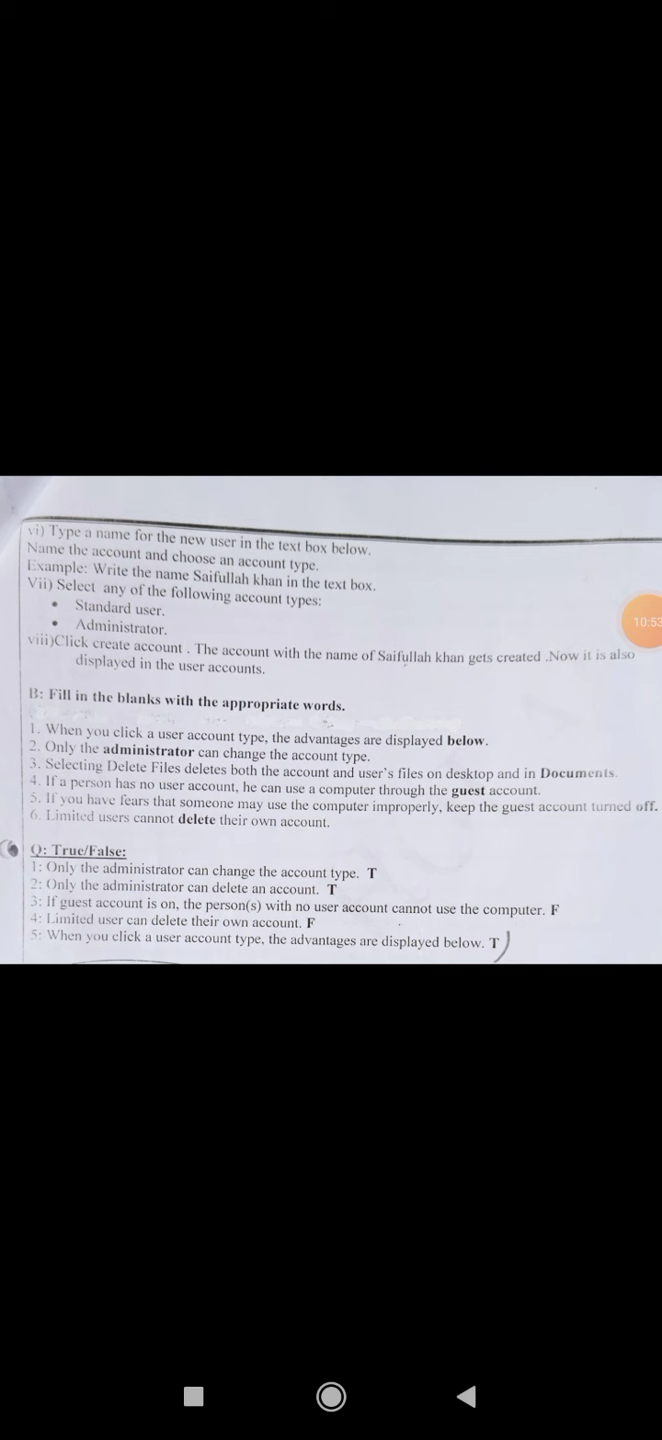 vi) Type a name for the new user in the text box below.
Name the account and choose an account type.
Example: Write the name Saifullah khan in the text box.
Vii) Select any of the following account types:
• Standard user.
• Administrator.
viii)Click create account . The account with the name of Saifullah khan gets created .Now it is also
displayed in the user accounts.
10:53
B: Fill in the blanks with the appropriate words.
1. When you click a user account type, the advantages are displayed below.
2. Only the administrator can change the account type.
3. Selecting Delete Files deletes both the account and user's files on desktop and in Documents.
4. If a person has no user account, he can use a computer through the guest account.
5. If you have fears that someone may use the computer improperly, keep the guest account turned off.
6. Limited users cannot delete their own account.
Q: True/False:
1: Only the administrator can change the account type. T
2: Only the administrator can delete an account. T
3: If guest account is on, the person(s) with no user account cannot use the computer. F
4: Limited user can delete their own account. F
5: When you click a user account type, the advantages are displayed below. T